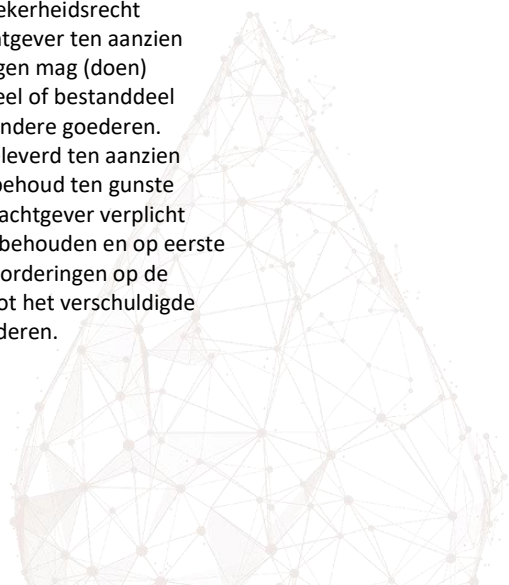 ekerheidsrecht
tgever ten aanzien
gen mag (doen)
eel of bestanddeel
ndere goederen.
leverd ten aanzien
behoud ten gunste
achtgever verplicht
behouden en op eerste
orderingen op de
ot het verschuldigde
deren.